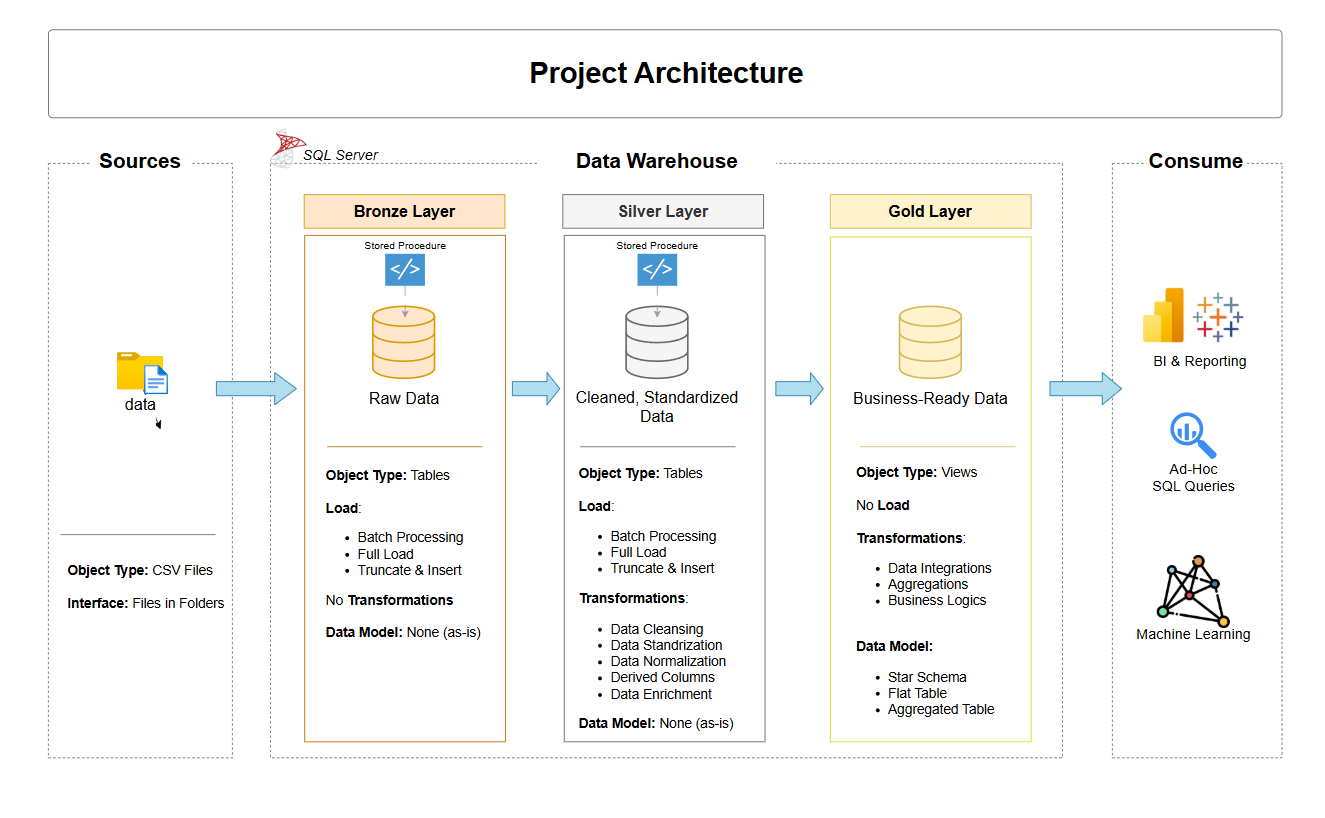 Project Architecture
Sources
SQL Server
Data Warehouse
Consume
data
Object Type: CSV Files
Interface: Files in Folders
Bronze Layer
Stored Procedure
</>
Raw Data
Object Type: Tables
Load:
• Batch Processing
• Full Load
• Truncate & Insert
No Transformations
Data Model: None (as-is)
Silver Layer
Stored Procedure
</>
Cleaned, Standardized
Data
Object Type: Tables
Load:
• Batch Processing
• Full Load
• Truncate & Insert
Transformations:
• Data Cleansing
• Data Standrization
• Data Normalization
• Derived Columns
• Data Enrichment
Data Model: None (as-is)
Gold Layer
Business-Ready Data
Object Type: Views
No Load
Transformations:
• Data Integrations
• Aggregations
• Business Logics
Data Model:
• Star Schema
• Flat Table
• Aggregated Table
BI & Reporting
Ad-Hoc
SQL Queries
Machine Learning